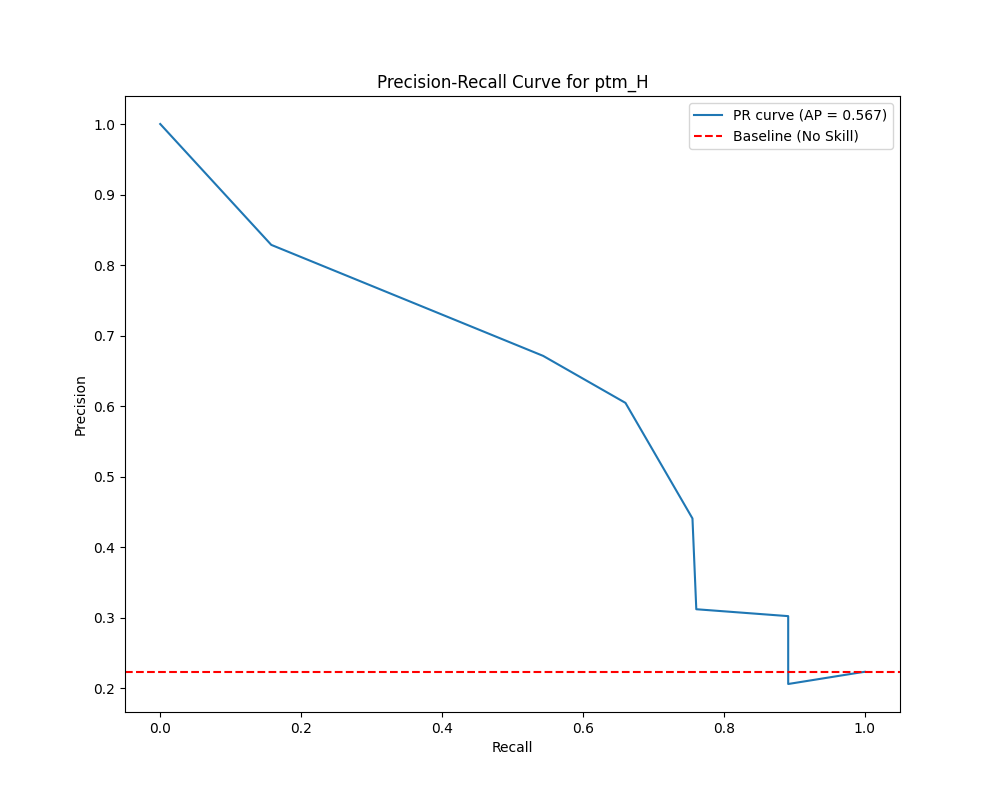 Precision-Recall Curve for ptm_H
PR curve (AP = 0.567)
Baseline (No Skill)
1.0
0.9
0.8
0.7
0.6
0.5
0.4
0.3
0.2
Precision
0.0 0.2 0.4 0.6 0.8 1.0
Recall